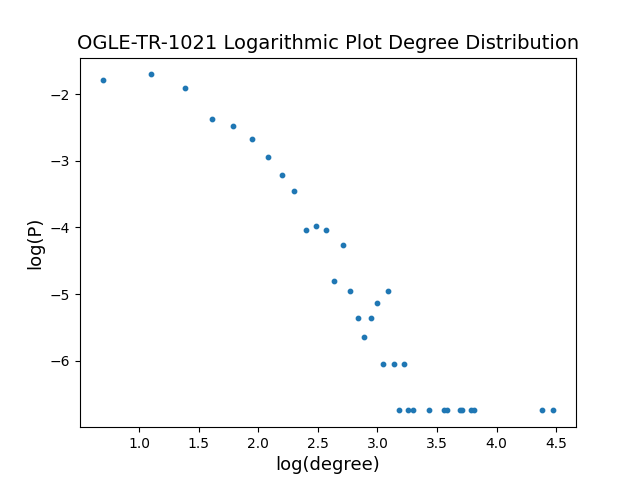 OGLE-TR-1021 Logarithmic Plot Degree Distribution
−2
−3
−4
−5
−6
log(P)
1.0 1.5 2.0 2.5 3.0 3.5 4.0 4.5
log(degree)